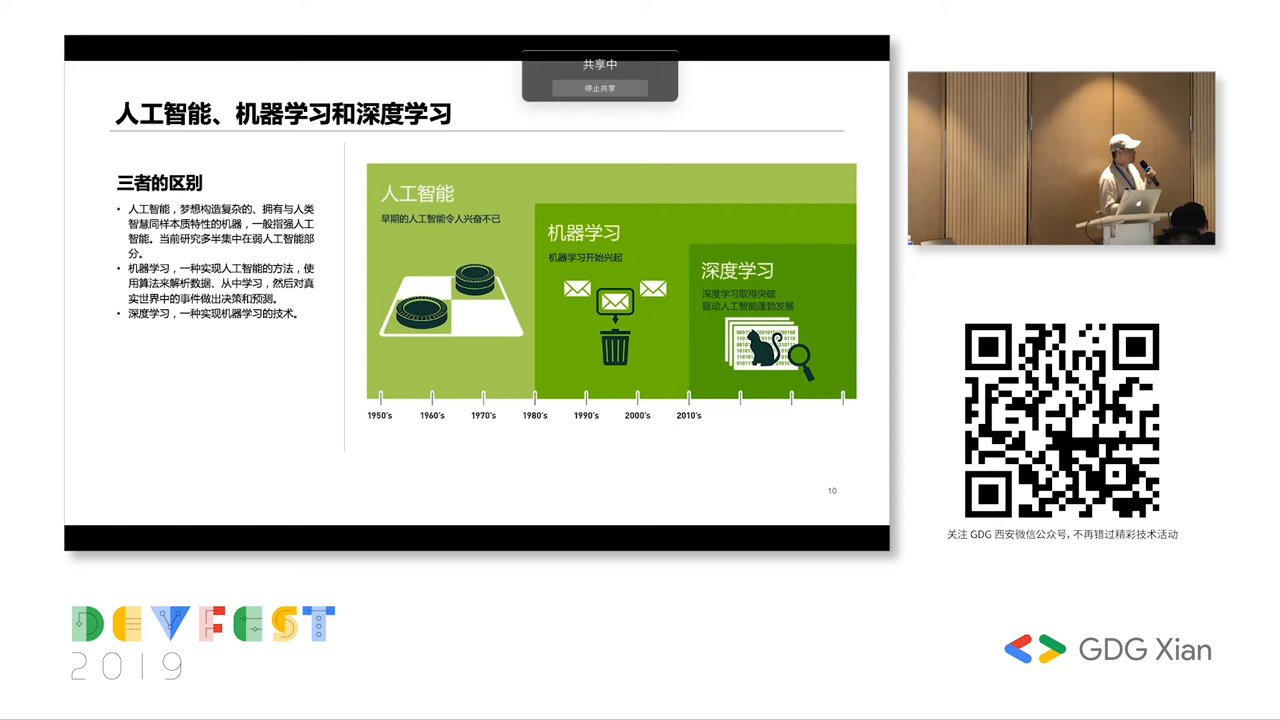 共享中
停止共享
人工智能、机器学习和深度学习
三者的区别
• 人工智能，梦想构造复杂的、拥有与人类
智慧同样本质特性的机器，一般指强人工
智能。当前研究多半集中在弱人工智能部
分。
• 机器学习，一种实现人工智能的方法，使
用算法来解析数据、从中学习，然后对真
实世界中的事件做出决策和预测。
• 深度学习，一种实现机器学习的技术。
人工智能
早期的人工智能令人兴奋不已
机器学习
机器学习开始兴起
深度学习
深度学习取得突破
驱动人工智能蓬勃发展
1950's 1960's 1970's 1980's 1990's 2000's 2010's
10
关注 GDG 西安微信公众号, 不再错过精彩技术活动
DEVFEST
2019
GDG Xian